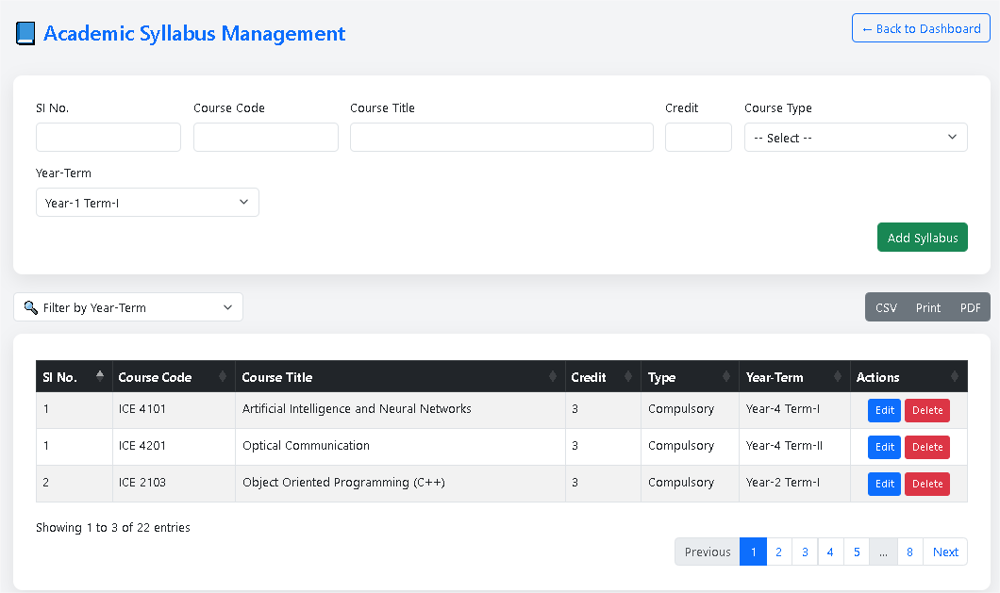 Academic Syllabus Management
← Back to Dashboard
Sl No. Course Code Course Title Credit Course Type
-- Select --
Year-Term
Year-1 Term-I
Add Syllabus
Filter by Year-Term
CSV Print PDF
Sl No. Course Code Course Title Credit Type Year-Term Actions
1 ICE 4101 Artificial Intelligence and Neural Networks 3 Compulsory Year-4 Term-I Edit Delete
1 ICE 4201 Optical Communication 3 Compulsory Year-4 Term-II Edit Delete
2 ICE 2103 Object Oriented Programming (C++) 3 Compulsory Year-2 Term-I Edit Delete
Showing 1 to 3 of 22 entries
Previous 1 2 3 4 5 ... 8 Next